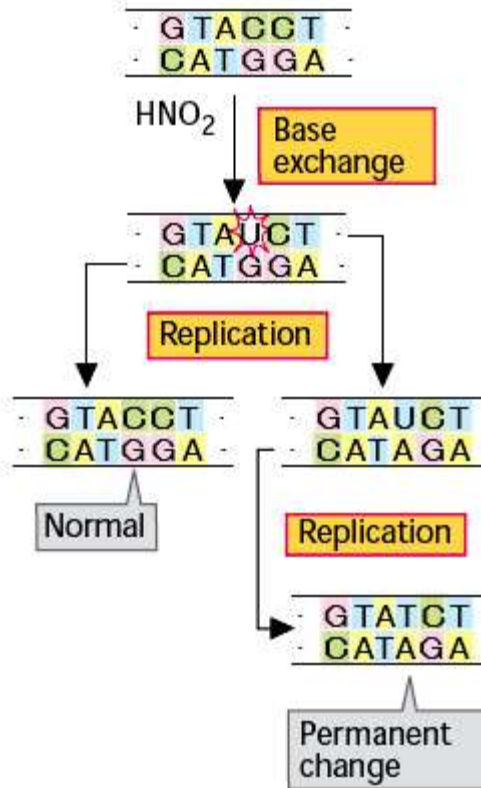 · GTACCT ·
· CATGGA ·
HNO2
Base
exchange
· GTAUCT ·
· CATGGA ·
Replication
· GTACCT ·
· CATGGA ·
· GTAUCT
· CATAGA
Normal
Replication
· GTATCT
· CATAGA
Permanent
change